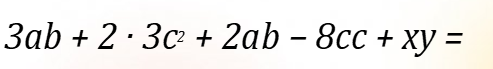 3ab + 2 · 3c² + 2ab – 8cc + xy =